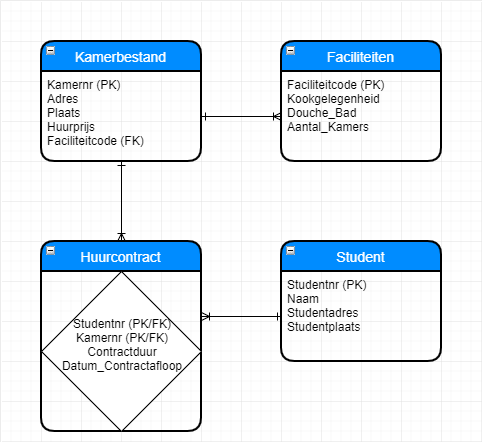 Kamerbestand
Kamernr (PK)
Adres
Plaats
Huurprijs
Faciliteitcode (FK)
Faciliteiten
Faciliteitcode (PK)
Kookgelegenheid
Douche_Bad
Aantal_Kamers
Huurcontract
Studentnr (PK/FK)
Kamernr (PK/FK)
Contractduur
Datum_Contractafloop
Student
Studentnr (PK)
Naam
Studentadres
Studentplaats